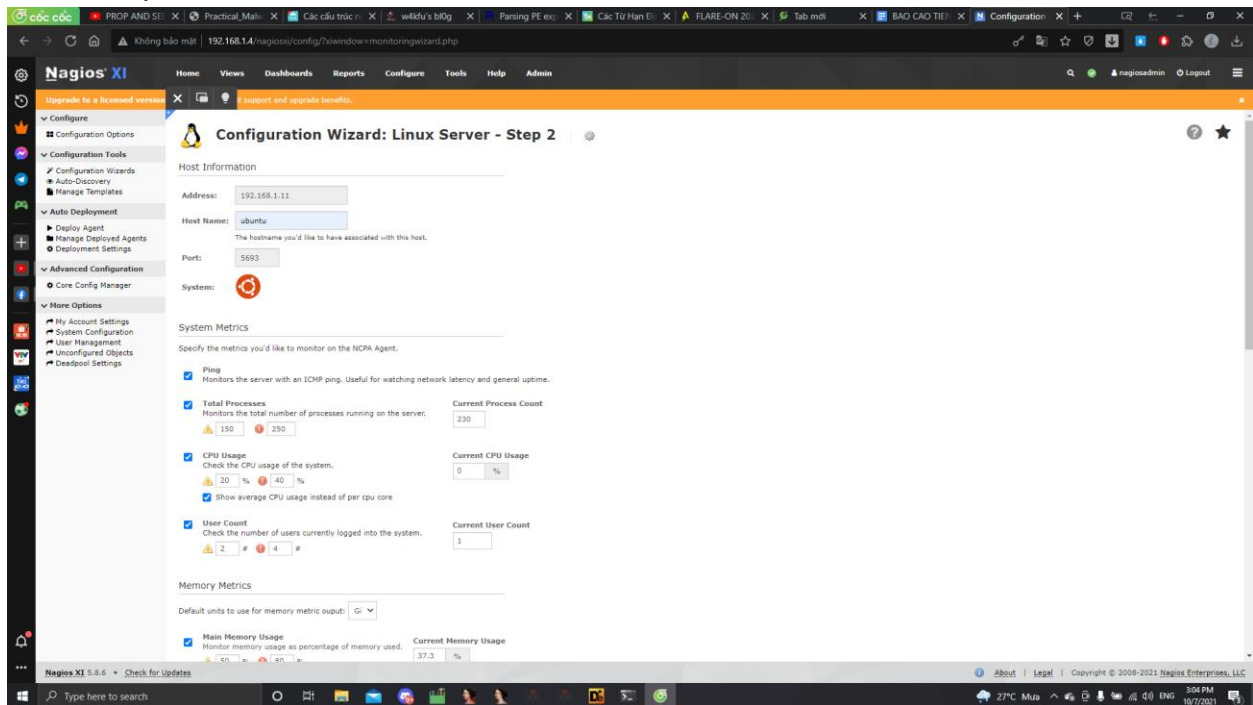 cốc cốc
PROP AND SE
Practical_Malw
Các cấu trúc
w4kfu's bl0g
Parsing PE exp
Các Từ Hạn
FLARE-ON 20
Tab mới
BAO CAO TIEN
Configuration
Không bảo mật | 192.168.1.4/nagiosxi/config/?xiwindow=monitoringwizard.php
Nagios XI
Home Views Dashboards Reports Configure Tools Help Admin
nagiosadmin Logout
Upgrade to a licensed version
t support and upgrade benefits.
Configure
Configuration Options
Configuration Tools
Configuration Wizards
Auto-Discovery
Manage Templates
Auto Deployment
Deploy Agent
Manage Deployed Agents
Deployment Settings
Advanced Configuration
Core Config Manager
More Options
My Account Settings
System Configuration
User Management
Unconfigured Objects
Deadpool Settings
Configuration Wizard: Linux Server - Step 2
Host Information
Address: 192.168.1.11
Host Name: ubuntu
The hostname you'd like to have associated with this host.
Port: 5693
System:
System Metrics
Specify the metrics you'd like to monitor on the NCPA Agent.
Ping
Monitors the server with an ICMP ping. Useful for watching network latency and general uptime.
Total Processes
Monitors the total number of processes running on the server.
150 250
Current Process Count
230
CPU Usage
Check the CPU usage of the system.
20 % 40 %
Show average CPU usage instead of per cpu core
Current CPU Usage
0 %
User Count
Check the number of users currently logged into the system.
2 # 4 #
Current User Count
1
Memory Metrics
Default units to use for memory metric ouput: Gi
Main Memory Usage
Monitor memory usage as percentage of memory used.
50 % 80 %
Current Memory Usage
37.3 %
Nagios XI 5.8.6 • Check for Updates
About | Legal | Copyright © 2008-2021 Nagios Enterprises, LLC
Type here to search
27°C Mưa
ENG
3:04 PM
10/7/2021